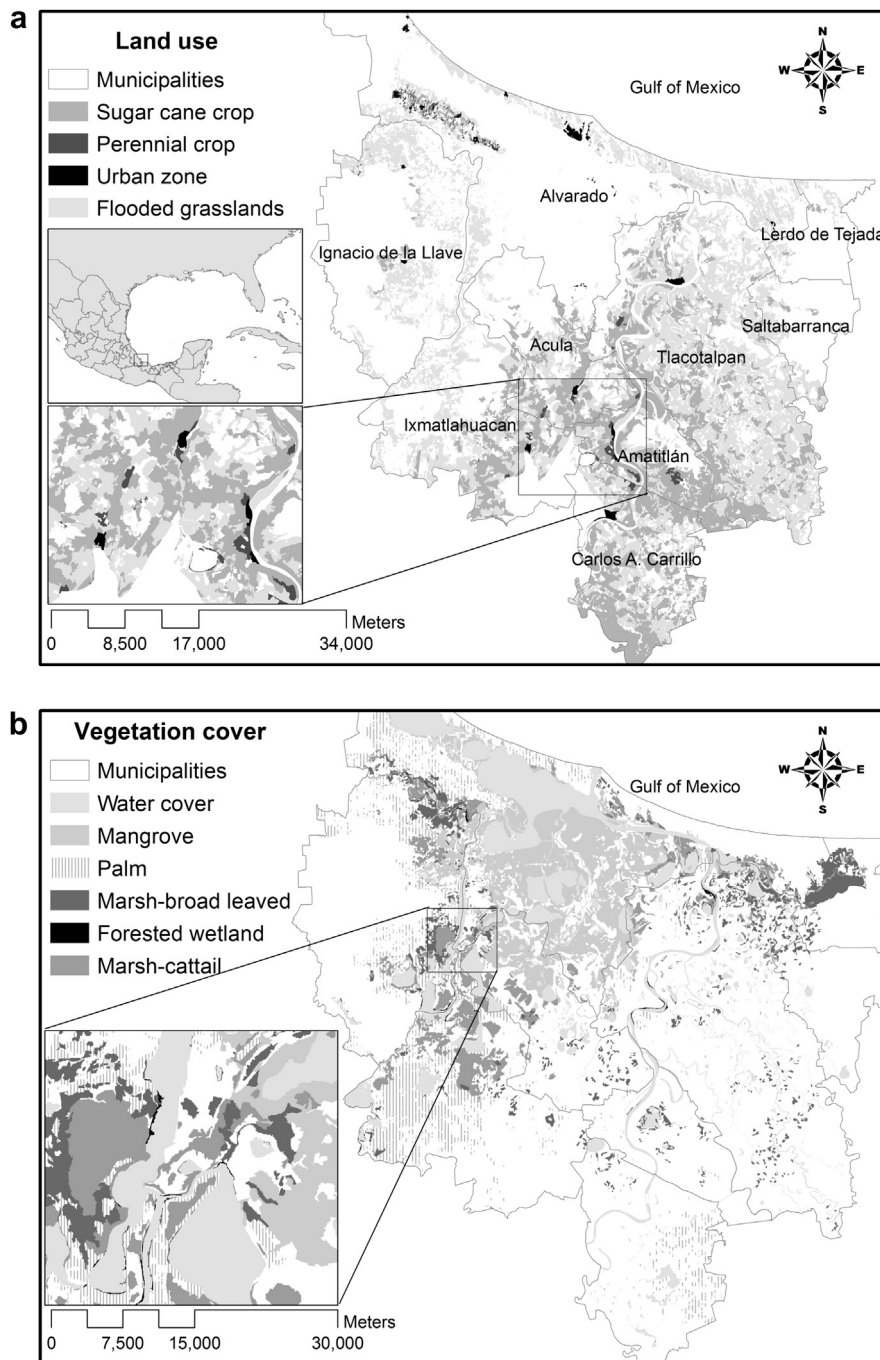 a
Land use
Municipalities
Sugar cane crop
Perennial crop
Urban zone
Flooded grasslands
N
W E
S
Gulf of Mexico
Alvarado
Ignacio de la Llave
Lerdo de Tejada
Saltabarranca
Acula
Tlacotalpan
Ixmatlahuacan
Amatitlán
Carlos A. Carrillo
Meters
0 8,500 17,000 34,000
b
Vegetation cover
Municipalities
Water cover
Mangrove
Palm
Marsh-broad leaved
Forested wetland
Marsh-cattail
N
W E
S
Gulf of Mexico
Meters
0 7,500 15,000 30,000